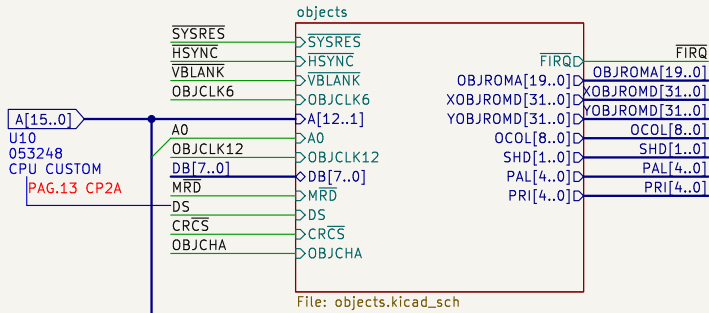 objects
SYSRES
HSYNC
VBLANK
OBJCLK6
A[15..0]
U10
053248
CPU CUSTOM
PAG.13 CP2A
A0
OBJCLK12
DB[7..0]
MRD
DS
CRCS
OBJCHA
SYSRES
HSYNC
VBLANK
OBJCLK6
A[12..1]
A0
OBJCLK12
DB[7..0]
MRD
DS
CRCS
OBJCHA
FIRQ
OBJROMA[19..0]
XOBJROMD[31..0]
YOBJROMD[31..0]
OCOL[8..0]
SHD[1..0]
PAL[4..0]
PRI[4..0]
FIRQ
OBJROMA[19..0]
XOBJROMD[31..0]
YOBJROMD[31..0]
OCOL[8..0]
SHD[1..0]
PAL[4..0]
PRI[4..0]
File: objects.kicad_sch